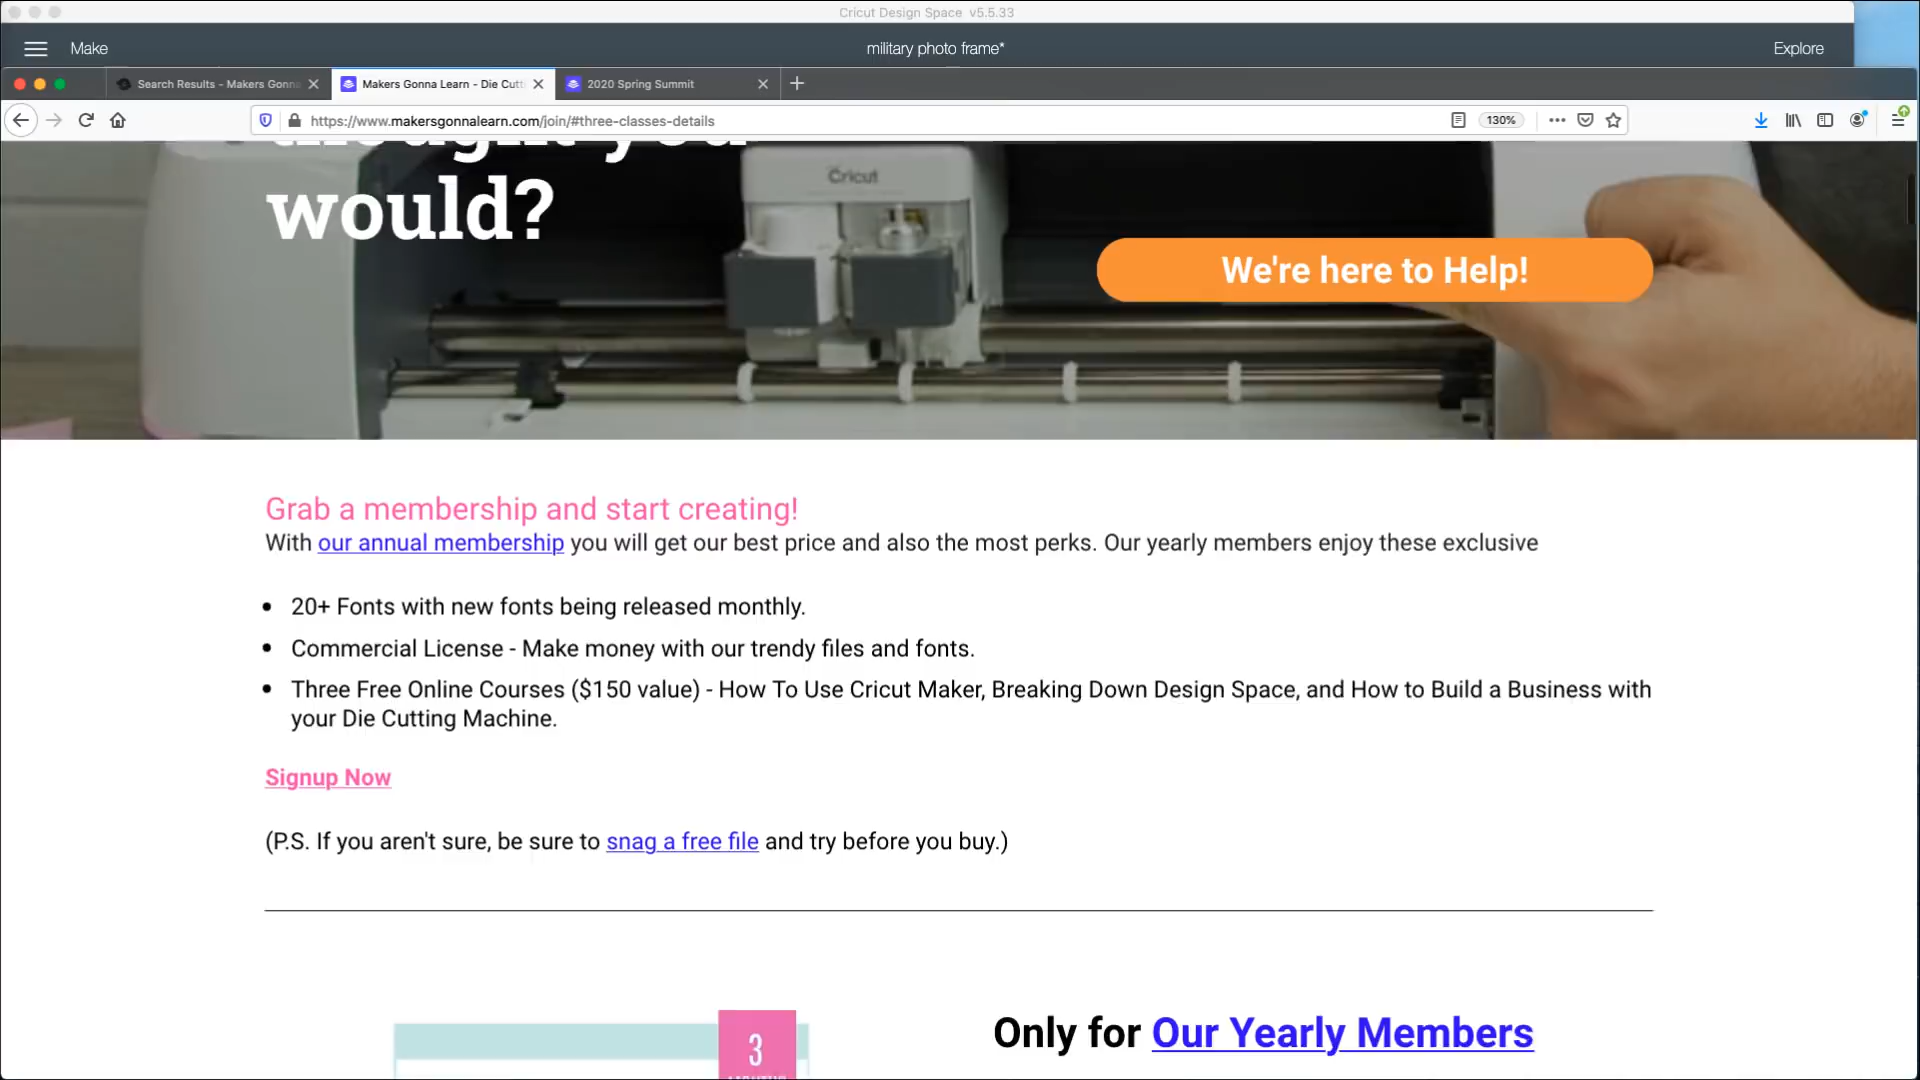 Cricut Design Space v5.5.33
Make
military photo frame*
Explore
Search Results - Makers Gonna
Makers Gonna Learn - Die Cutt
2020 Spring Summit
https://www.makersgonnalearn.com/join/#three-classes-details
130%
thought you
would?
Cricut
We're here to Help!
Grab a membership and start creating!
With our annual membership you will get our best price and also the most perks. Our yearly members enjoy these exclusive
20+ Fonts with new fonts being released monthly.
Commercial License - Make money with our trendy files and fonts.
Three Free Online Courses ($150 value) - How To Use Cricut Maker, Breaking Down Design Space, and How to Build a Business with
your Die Cutting Machine.
Signup Now
(P.S. If you aren't sure, be sure to snag a free file and try before you buy.)
3
Only for Our Yearly Members